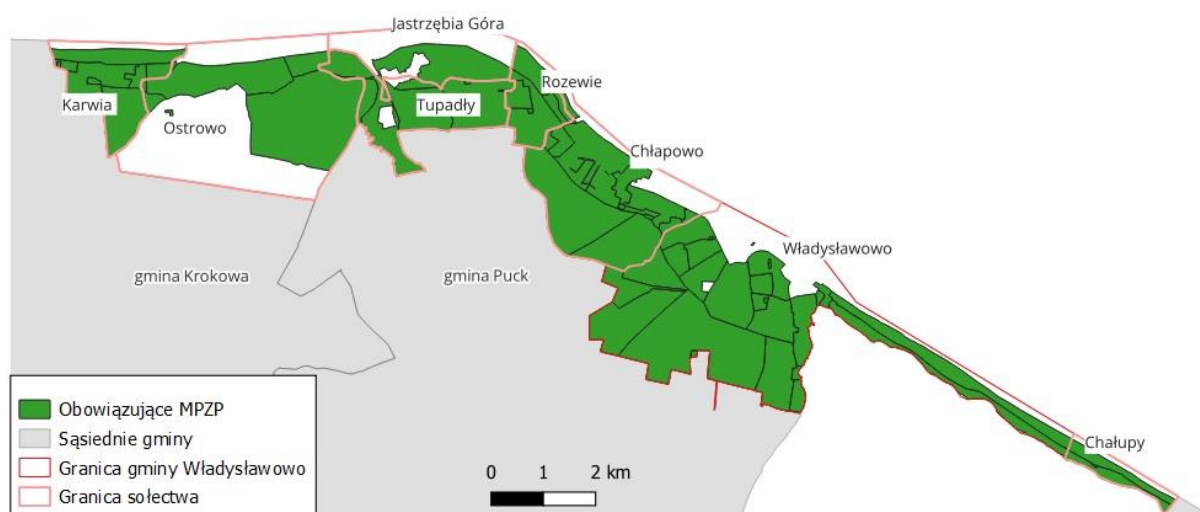 Jastrzębia Góra
Karwia
Ostrowo
Tupadły
Rozewie
Chłapowo
Władysławowo
gmina Krokowa
gmina Puck
Chałupy
Obowiązujące MPZP
Sąsiednie gminy
Granica gminy Władysławowo
Granica sołectwa
0 1 2 km